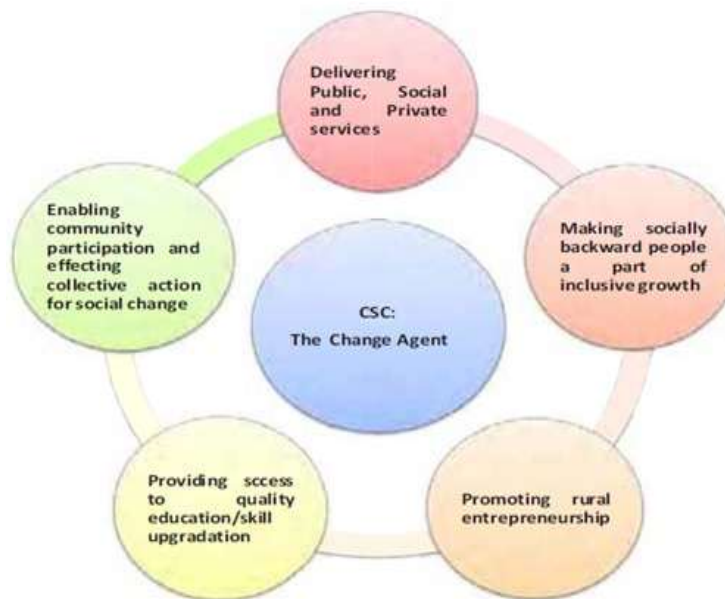 Delivering
Public, Social
and Private
services
Making socially
backward people
a part of
inclusive growth
Promoting rural
entrepreneurship
Providing sccess
to quality
education/skill
upgradation
Enabling
community
participation and
effecting
collective action
for social change
CSC:
The Change Agent